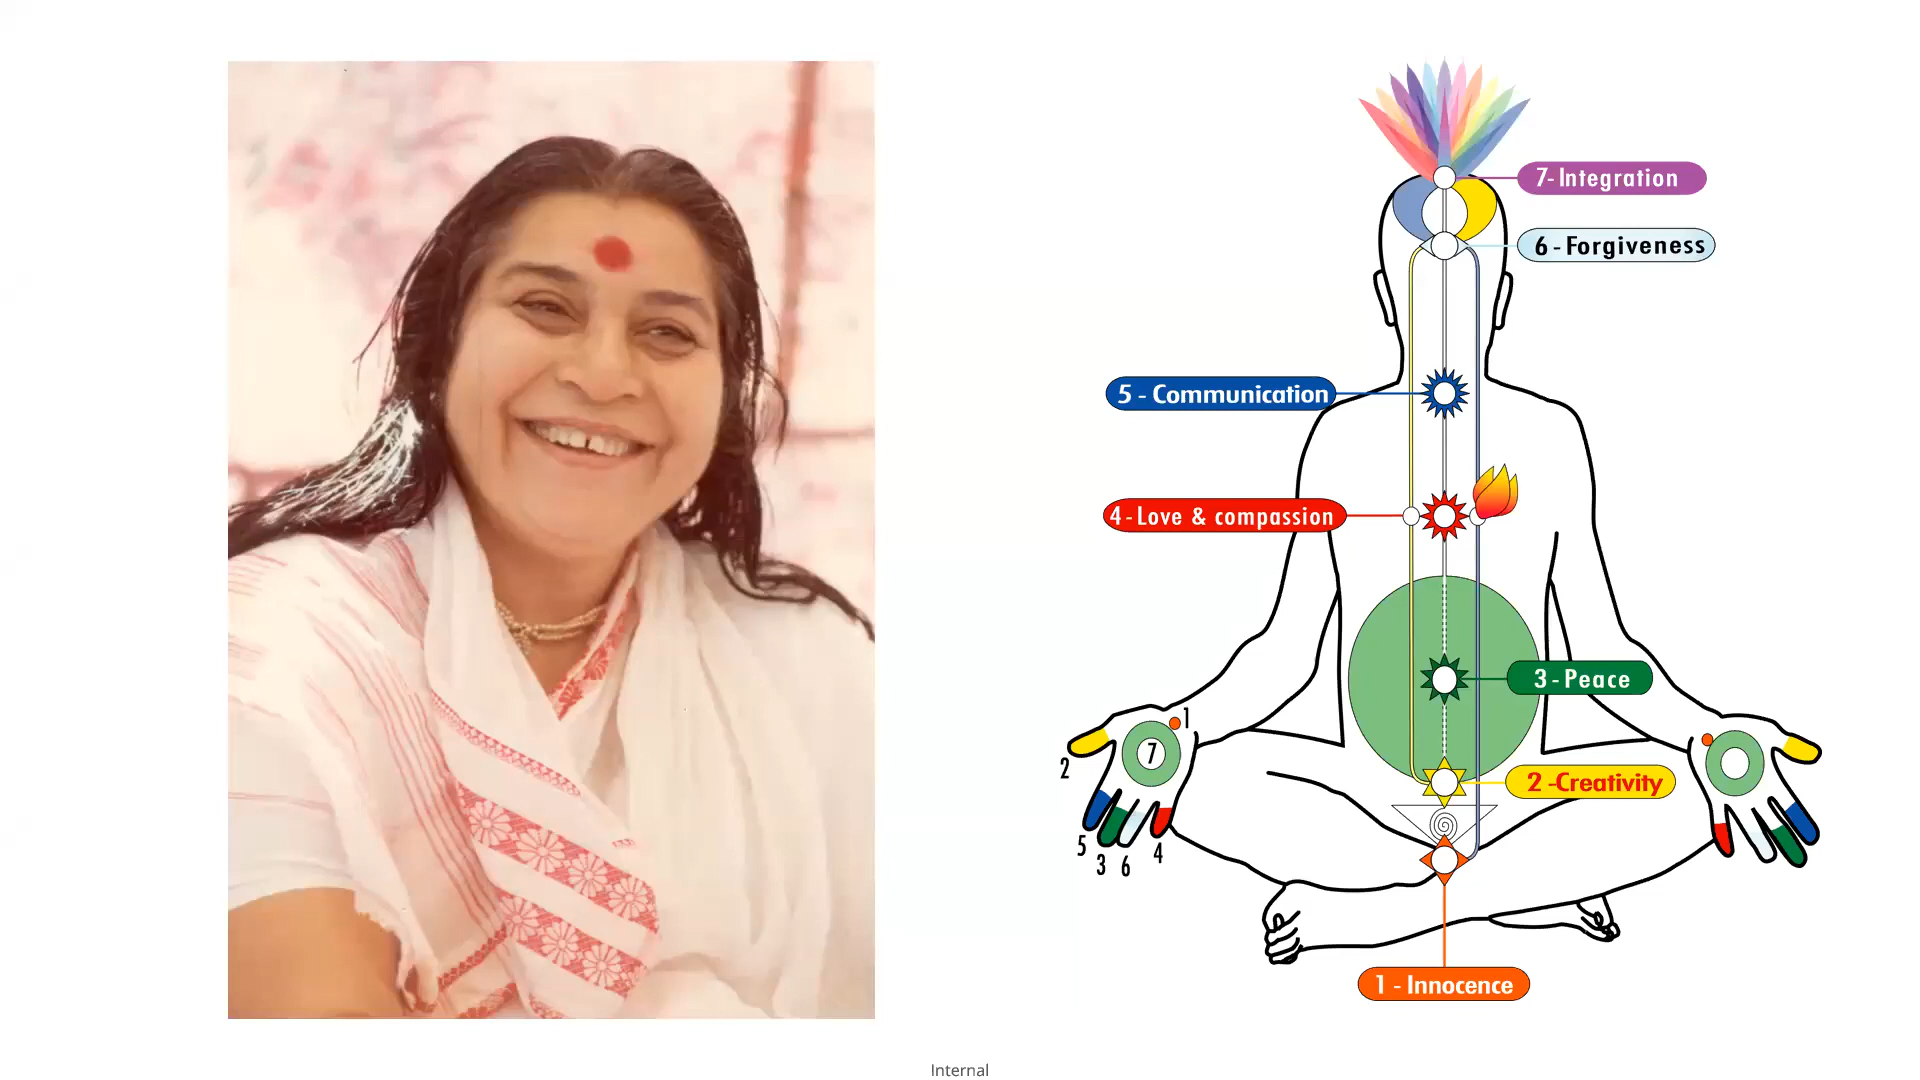 7-Integration
6 - Forgiveness
5 - Communication
4-Love & compassion
3 - Peace
1
7
2
2 -Creativity
5
3
6
4
1 - Innocence
Internal